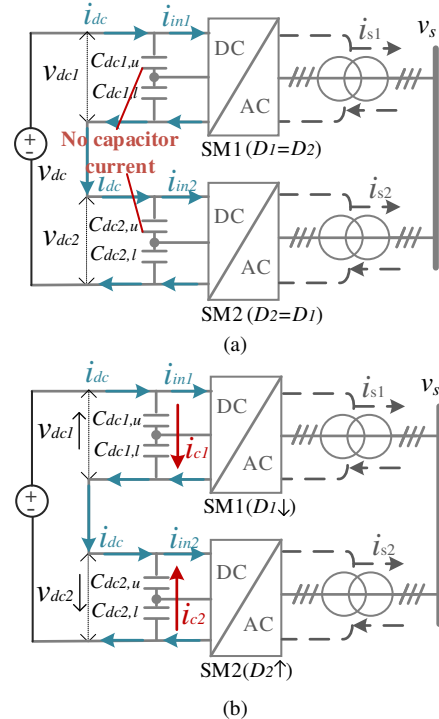 i_dc i_in1 i_s1 v_s
C_dc1,u DC
v_dc1 C_dc1,l
AC
No capacitor current SM1(D1=D2)
+
−
v_dc i_dc i_in2 i_s2
C_dc2,u DC
v_dc2 C_dc2,l
AC
SM2(D2=D1)
(a)
i_dc i_in1 i_s1 v_s
C_dc1,u DC
v_dc1↑ C_dc1,l i_c1
AC
SM1(D1↓)
+
−
i_dc i_in2 i_s2
C_dc2,u DC
v_dc2↓ C_dc2,l i_c2
AC
SM2(D2↑)
(b)